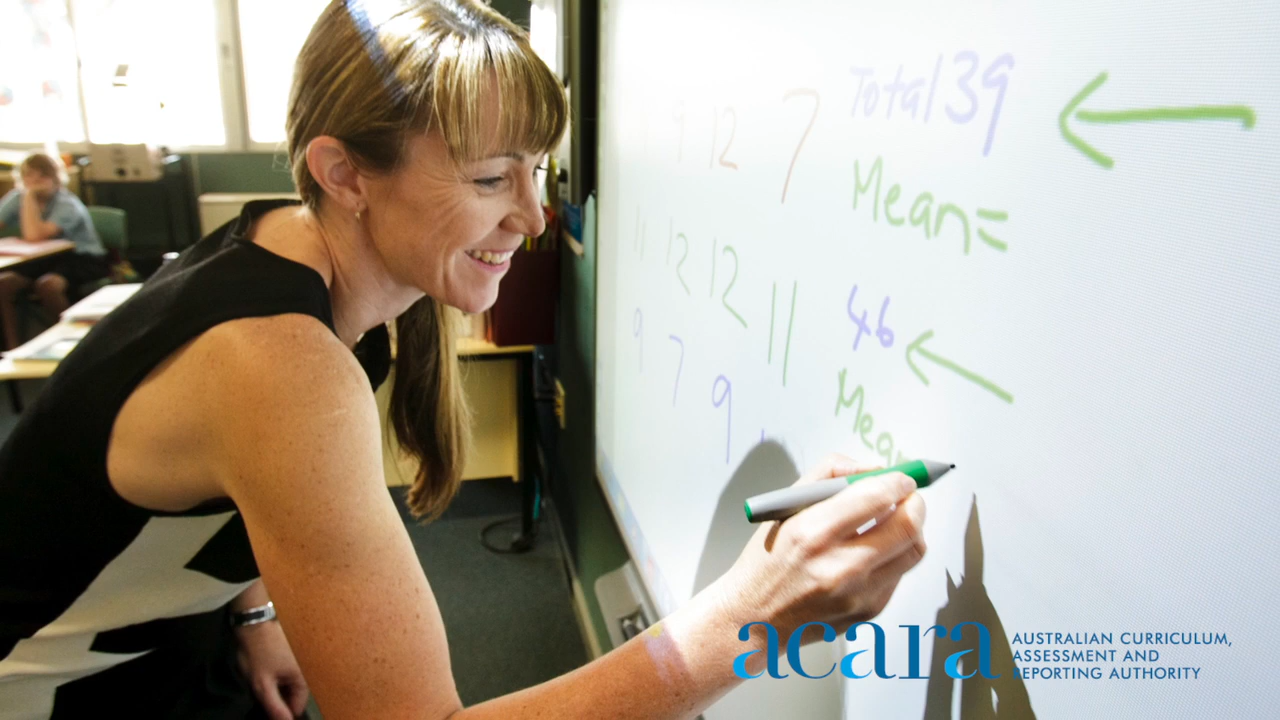 9 12 7 Total 39
Mean=
11 12 12 11 46
9 7 9
Mean
acara AUSTRALIAN CURRICULUM,
ASSESSMENT AND
REPORTING AUTHORITY